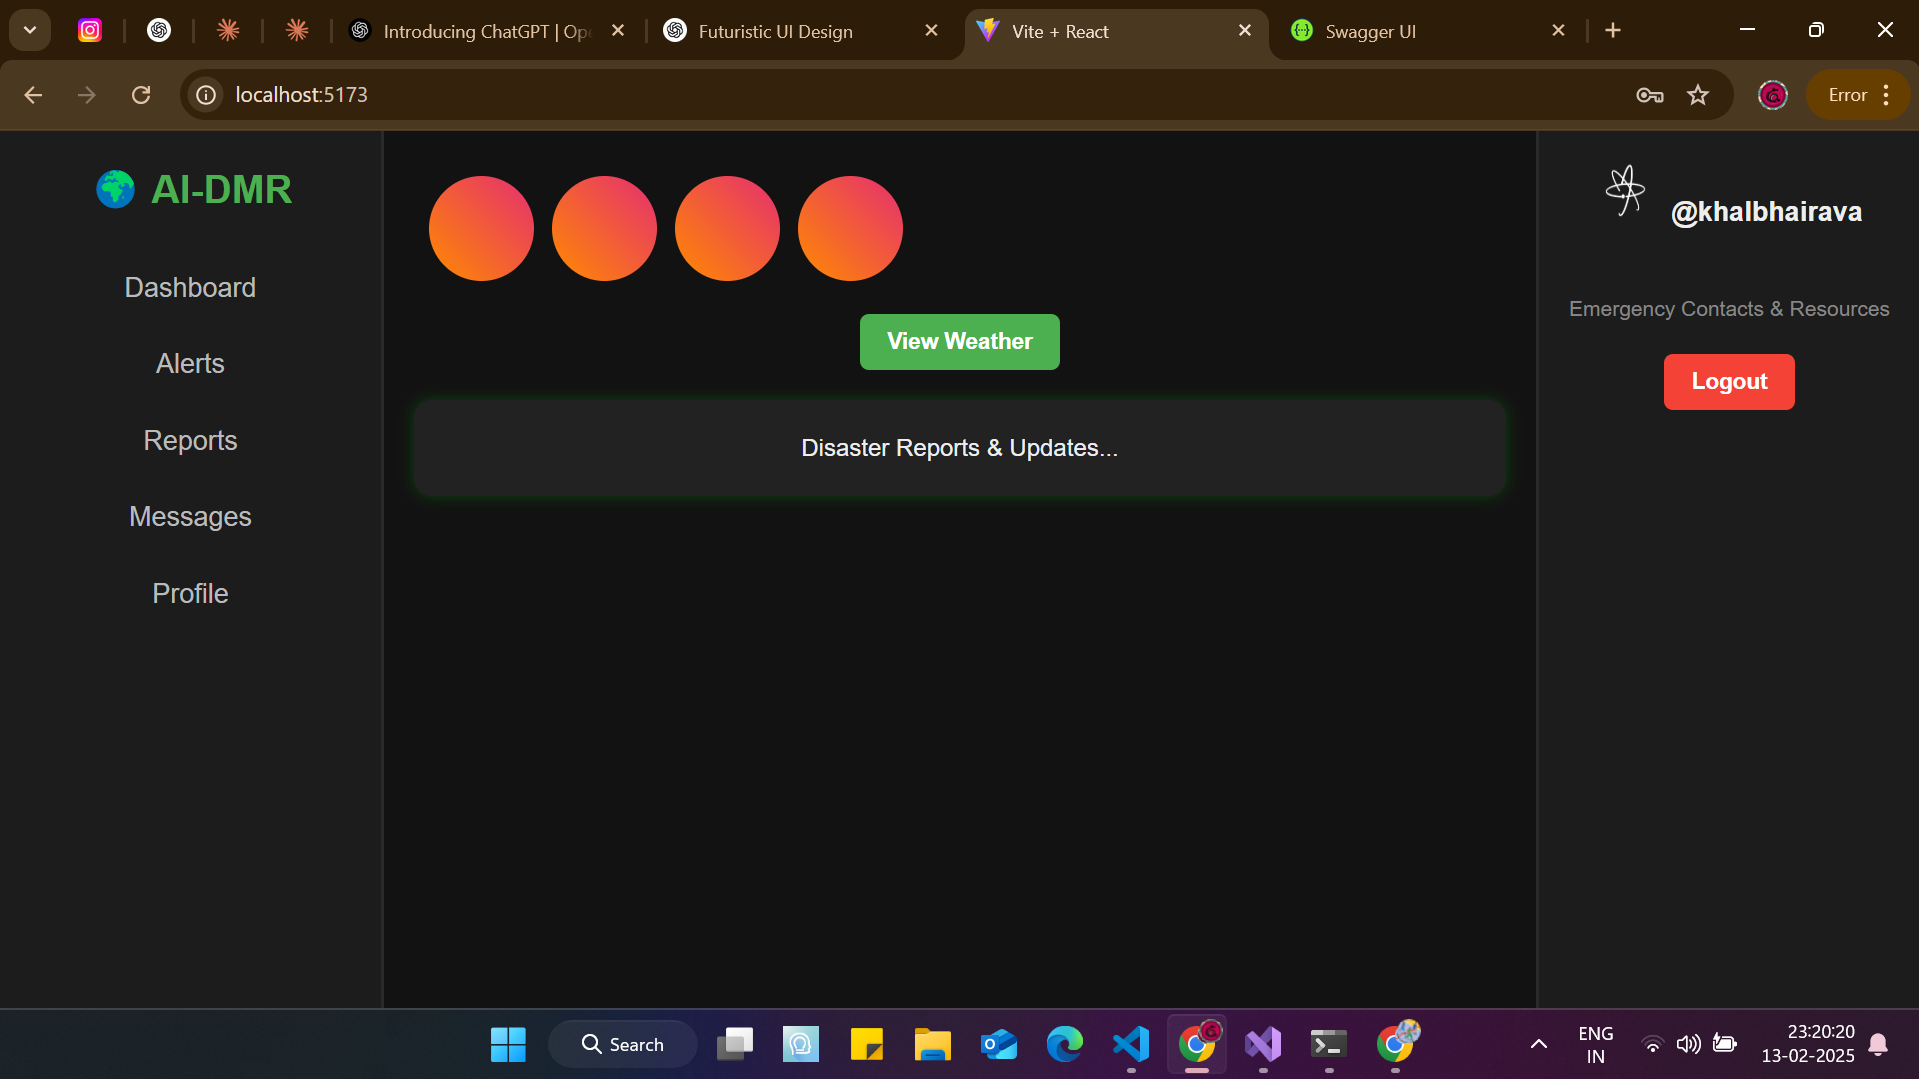 Introducing ChatGPT | Ope
Futuristic UI Design
Vite + React
Swagger UI
localhost:5173
Error
AI-DMR
Dashboard
Alerts
Reports
Messages
Profile
View Weather
Disaster Reports & Updates...
@khalbhairava
Emergency Contacts & Resources
Logout
Search
ENG
IN
23:20:20
13-02-2025